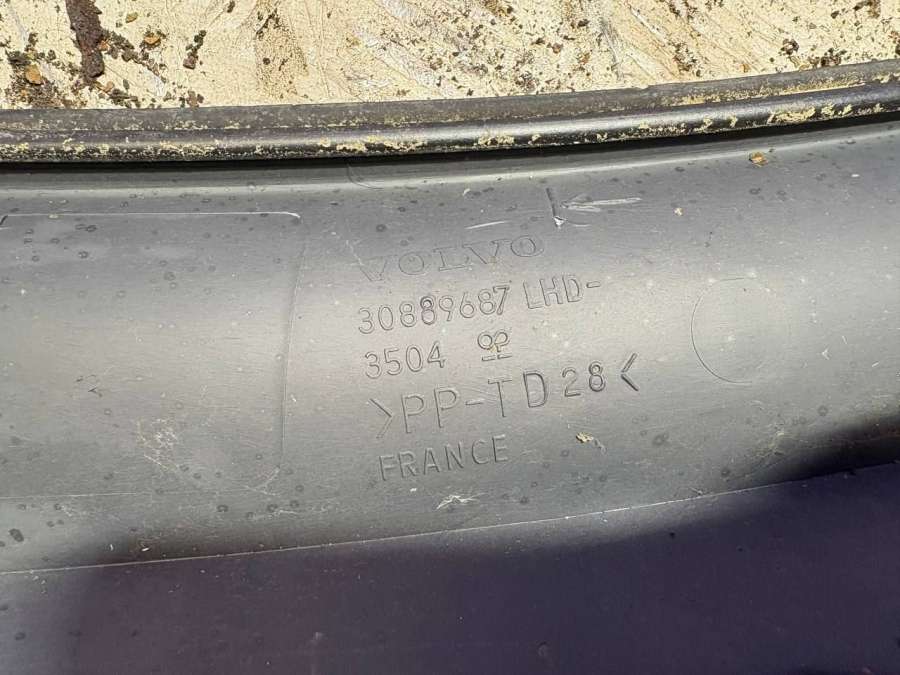 VOLVO
30889687 LHD-
3504
>PP-TD28<
FRANCE